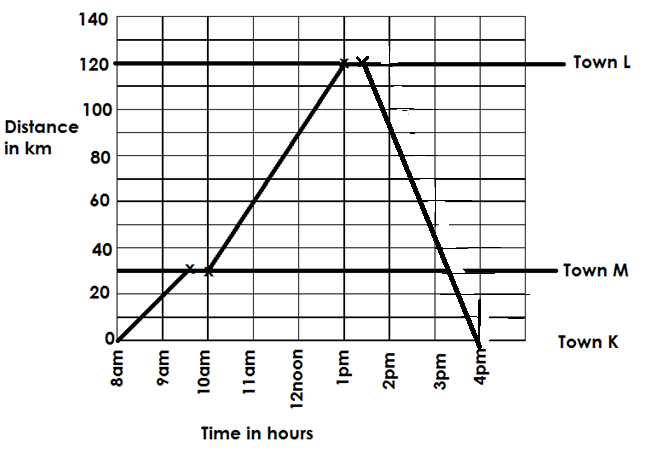 140
120
Town L
100
Distance
in km
80
60
40
Town M
20
0
Town K
8am
9am
10am
11am
12noon
1pm
2pm
3pm
4pm
Time in hours